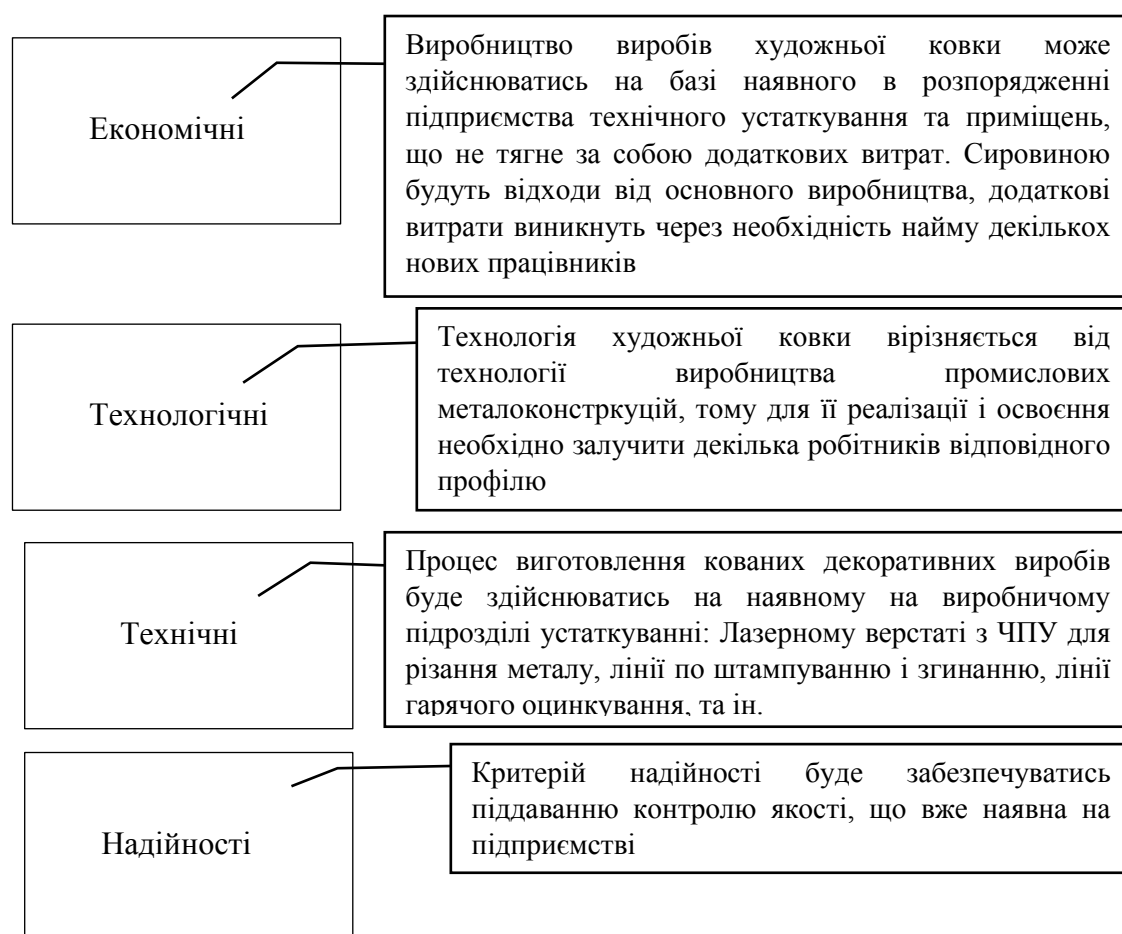 Економічні
Виробництво виробів художньої ковки може
здійснюватись на базі наявного в розпорядженні
підприємства технічного устаткування та приміщень,
що не тягне за собою додаткових витрат. Сировиною
будуть відходи від основного виробництва, додаткові
витрати виникнуть через необхідність найму декількох
нових працівників
Технологічні
Технологія художньої ковки вірізняється від
технології виробництва промислових
металоконстркуцій, тому для її реалізації і освоєння
необхідно залучити декілька робітників відповідного
профілю
Технічні
Процес виготовлення кованих декоративних виробів
буде здійснюватись на наявному на виробничому
підрозділі устаткуванні: Лазерному верстаті з ЧПУ для
різання металу, лінії по штампуванню і згинанню, лінії
гарячого оцинкування, та ін.
Надійності
Критерій надійності буде забезпечуватись
піддаванню контролю якості, що вже наявна на
підприємстві